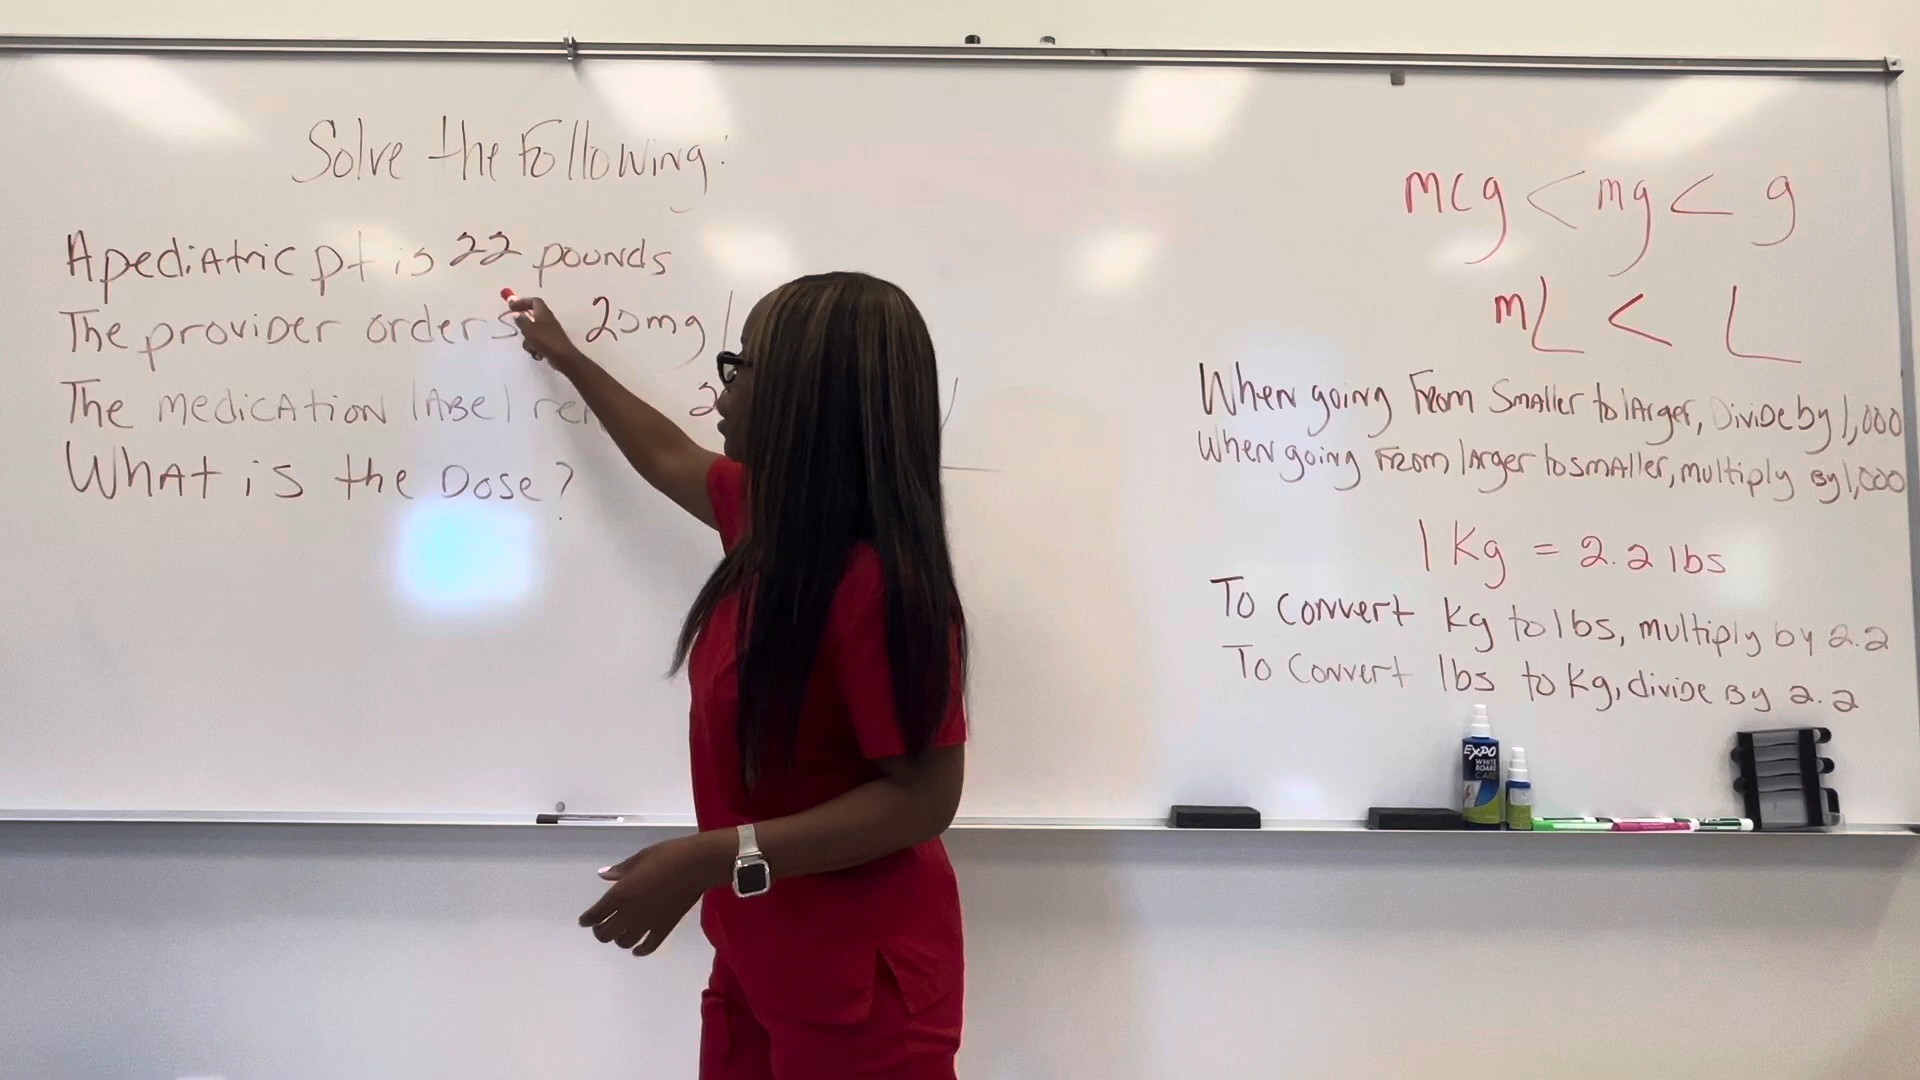 Solve the Following:
A pediatric pt is 22 pounds
The provider orders 20mg/
The medication label
What is the Dose?
mcg < mg < g
mL < L
When going From Smaller to larger, Divide by 1,000
When going From larger to smaller, multiply By 1,000
1 Kg = 2.2 lbs
To convert kg to lbs, multiply by 2.2
To Convert lbs to Kg, divide By 2.2
EXPO
WHITE
BOARD
CARE